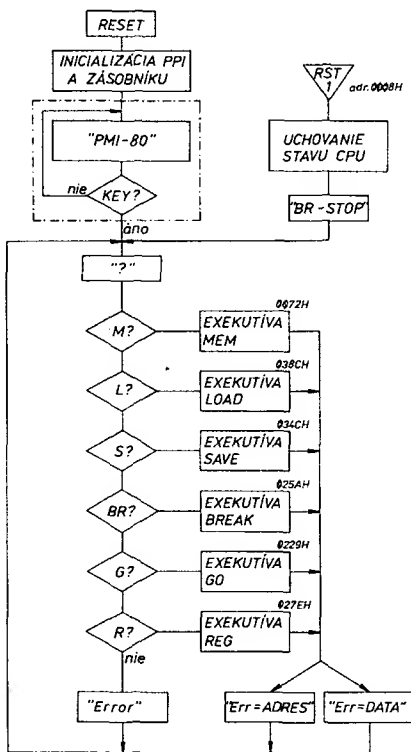 RESET
INICIALIZÁCIA PPI
A ZÁSOBNÍKU
"PMI-80"
nie
KEY?
áno
RST
1
adr. 0008H
UCHOVANIE
STAVU CPU
"BR-STOP"
"?"
M?
0072H
EXEKUTÍVA
MEM
L?
038CH
EXEKUTÍVA
LOAD
S?
034CH
EXEKUTÍVA
SAVE
BR?
025AH
EXEKUTÍVA
BREAK
G?
0229H
EXEKUTÍVA
GO
R?
027EH
EXEKUTÍVA
REG
nie
"Error"
"Err=ADRES"
"Err=DATA"